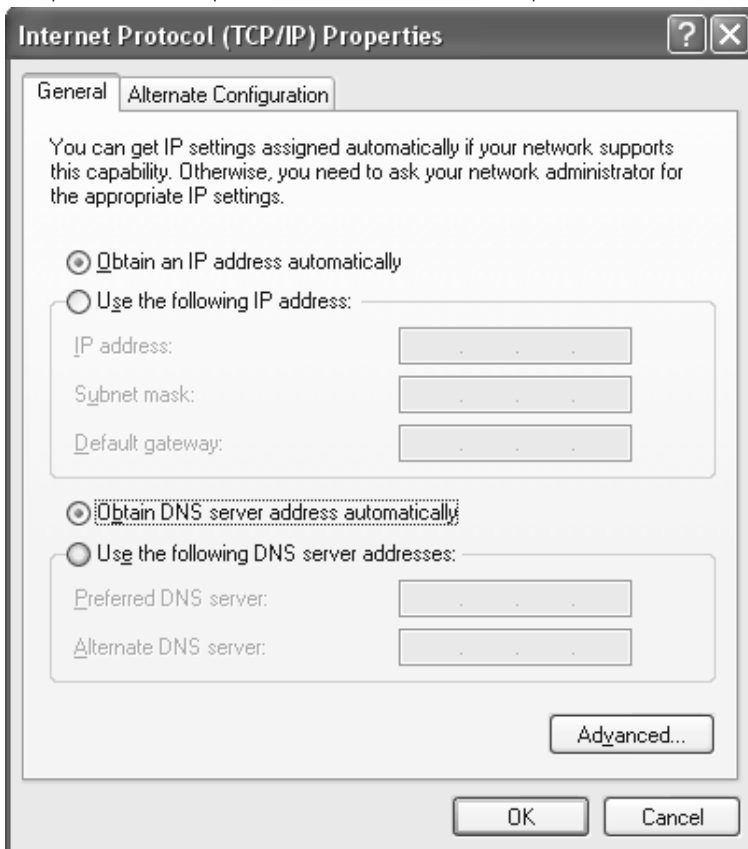 Internet Protocol (TCP/IP) Properties
General
Alternate Configuration
You can get IP settings assigned automatically if your network supports
this capability. Otherwise, you need to ask your network administrator for
the appropriate IP settings.
Obtain an IP address automatically
Use the following IP address:
IP address:
Subnet mask:
Default gateway:
Obtain DNS server address automatically
Use the following DNS server addresses:
Preferred DNS server:
Alternate DNS server:
Advanced...
OK
Cancel